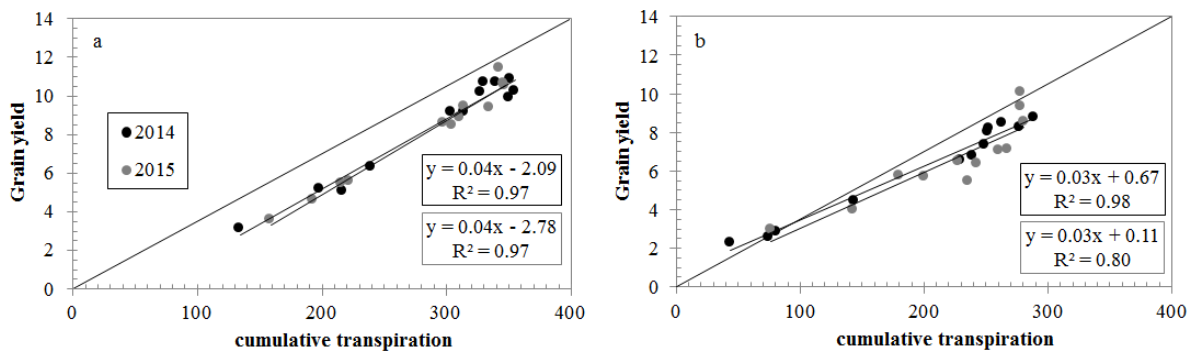 a
14
12
10
8
6
4
2
0
Grain yield
2014
2015
y = 0.04x - 2.09
R² = 0.97
y = 0.04x - 2.78
R² = 0.97
0 100 200 300 400
cumulative transpiration
b
14
12
10
8
6
4
2
0
Grain yield
y = 0.03x + 0.67
R² = 0.98
y = 0.03x + 0.11
R² = 0.80
0 100 200 300 400
cumulative transpiration